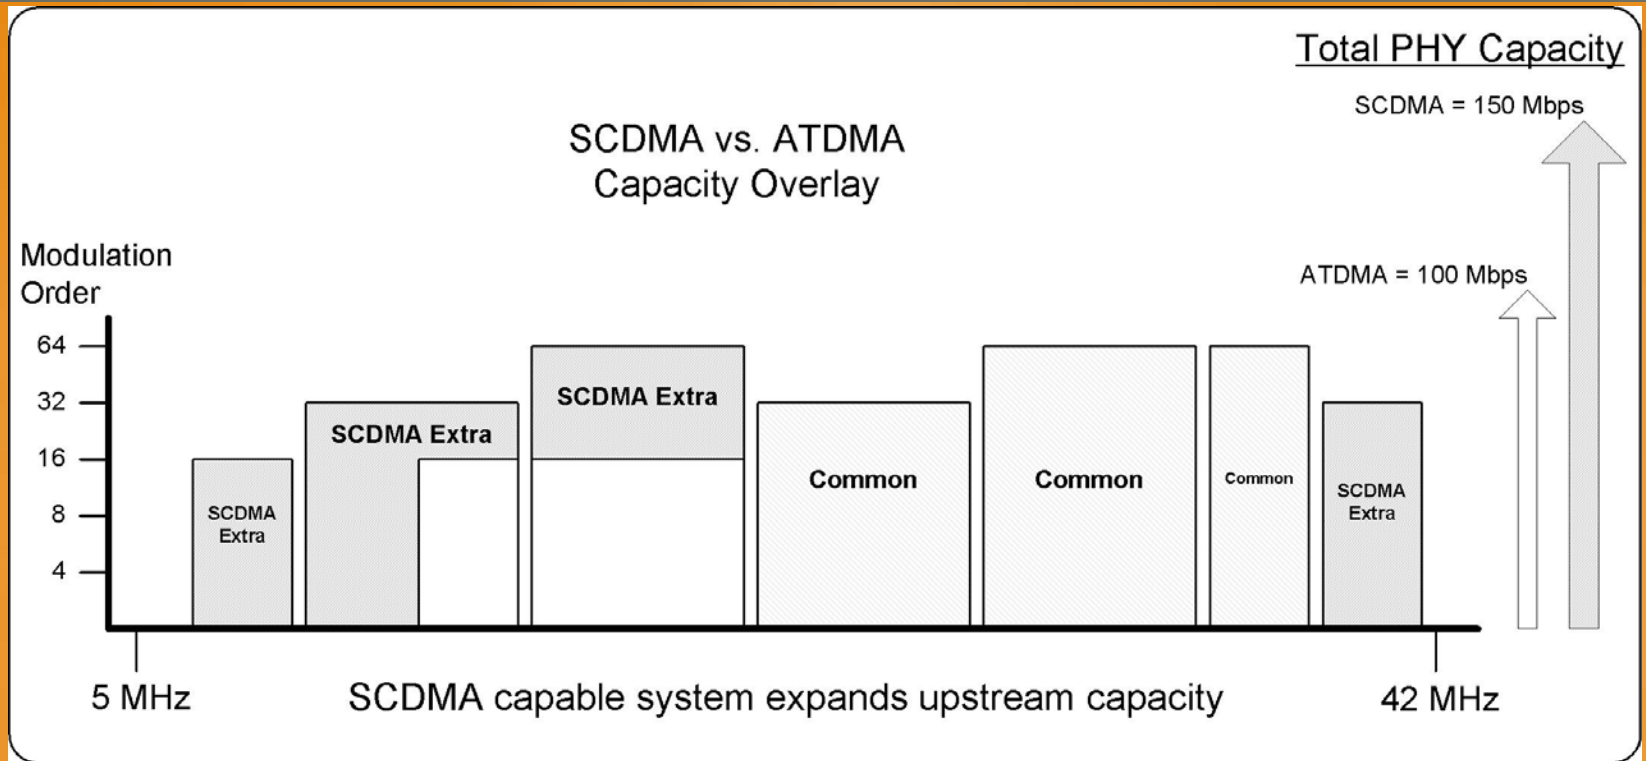 Total PHY Capacity
SCDMA = 150 Mbps
SCDMA vs. ATDMA
Capacity Overlay
Modulation
Order
ATDMA = 100 Mbps
64
32
16
8
4
SCDMA
Extra
SCDMA Extra
SCDMA Extra
Common
Common
Common
SCDMA
Extra
5 MHz
SCDMA capable system expands upstream capacity
42 MHz